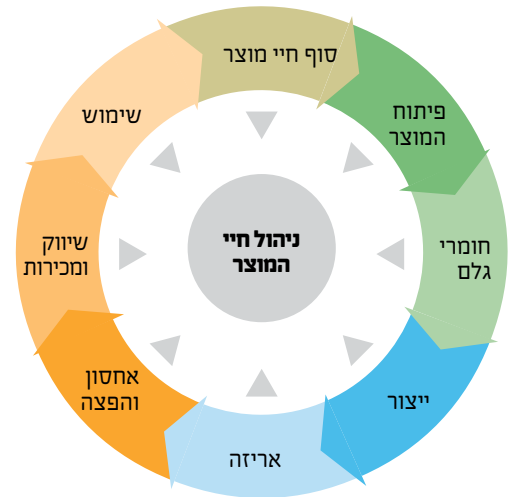 סוף חיי מוצר
פיתוח
המוצר
חומרי
גלם
ייצור
אריזה
אחסון
והפצה
שיווק
ומכירות
שימוש
ניהול חיי
המוצר